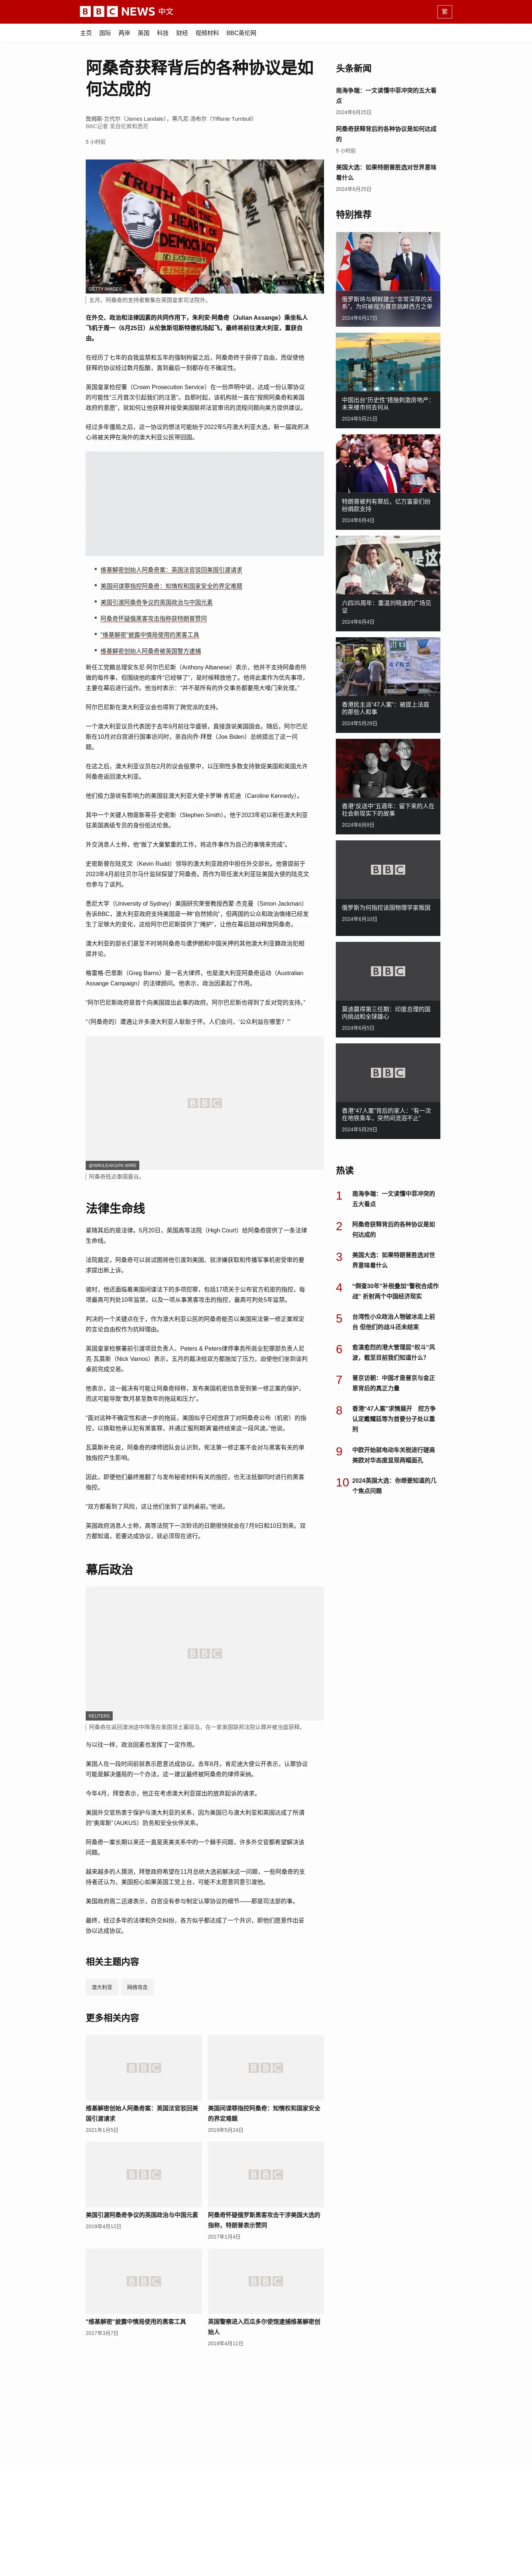 BBC NEWS 中文
繁
主页 国际 两岸 英国 科技 财经 视频材料 BBC英伦网
阿桑奇获释背后的各种协议是如
何达成的
詹姆斯·兰代尔（James Landale），蒂凡尼·汤布尔（Tiffanie Turnbull）
BBC记者 发自伦敦和悉尼
5 小时前
GETTY IMAGES
五月，阿桑奇的支持者聚集在英国皇家司法院外。
在外交、政治和法律因素的共同作用下，朱利安·阿桑奇（Julian Assange）乘坐私人
飞机于周一（6月25日）从伦敦斯坦斯特德机场起飞，最终将前往澳大利亚，重获自
由。
在经历了七年的自我监禁和五年的强制拘留之后，阿桑奇终于获得了自由，而促使他
获释的协议经过数月酝酿，直到最后一刻都存在不确定性。
英国皇家检控署（Crown Prosecution Service）在一份声明中说，达成一份认罪协议
的可能性“三月首次引起我们的注意”。自那时起，该机构就一直在“按照阿桑奇和美国
政府的意愿”，就如何让他获释并接受美国联邦法官审讯的流程问题向美方提供建议。
经过多年僵局之后，这一协议的想法可能始于2022年5月澳大利亚大选，新一届政府决
心将被关押在海外的澳大利亚公民带回国。
维基解密创始人阿桑奇案：英国法官驳回美国引渡请求
美国间谍罪指控阿桑奇：知情权和国家安全的界定难题
美国引渡阿桑奇争议的英国政治与中国元素
阿桑奇怀疑俄黑客攻击指称获特朗普赞同
“维基解密”披露中情局使用的黑客工具
维基解密创始人阿桑奇被英国警方逮捕
新任工党籍总理安东尼·阿尔巴尼斯（Anthony Albanese）表示，他并不支持阿桑奇所
做的每件事，但围绕他的案件“已经够了”，是时候释放他了。他将此案作为优先事项，
主要在幕后进行运作。他当时表示：“并不是所有的外交事务都要用大嗓门来处理。”
阿尔巴尼斯在澳大利亚议会也得到了跨党派的支持。
一个澳大利亚议员代表团于去年9月前往华盛顿，直接游说美国国会。随后，阿尔巴尼
斯在10月对白宫进行国事访问时，亲自向乔·拜登（Joe Biden）总统提出了这一问
题。
在这之后，澳大利亚议员在2月的议会投票中，以压倒性多数支持敦促美国和英国允许
阿桑奇返回澳大利亚。
他们极力游说有影响力的美国驻澳大利亚大使卡罗琳·肯尼迪（Caroline Kennedy）。
其中一个关键人物是斯蒂芬·史密斯（Stephen Smith），他于2023年初以新任澳大利亚
驻英国高级专员的身份抵达伦敦。
外交消息人士称，他“做了大量繁重的工作，将这件事作为自己的事情来完成”。
史密斯曾在陆克文（Kevin Rudd）领导的澳大利亚政府中担任外交部长。他曾提前于
2023年4月前往贝尔马什监狱探望了阿桑奇。而作为现任澳大利亚驻美国大使的陆克文
也参与了谈判。
悉尼大学（University of Sydney）美国研究荣誉教授西蒙·杰克曼（Simon Jackman）
告诉BBC，澳大利亚政府支持美国是一种“自然倾向”，但两国的公众和政治情绪已经发
生了足够大的变化，这给阿尔巴尼斯提供了“掩护”，让他在幕后鼓动释放阿桑奇。
澳大利亚的部长们甚至不时将阿桑奇与遭伊朗和中国关押的其他澳大利亚籍政治犯相
提并论。
格雷格·巴恩斯（Greg Barns）是一名大律师，也是澳大利亚阿桑奇运动（Australian
Assange Campaign）的法律顾问。他表示，政治因素起了作用。
“阿尔巴尼斯政府是首个向美国提出此事的政府。阿尔巴尼斯也得到了反对党的支持。”
“（阿桑奇的）遭遇让许多澳大利亚人耿耿于怀。人们会问，‘公众利益在哪里？’”
BBC
@WIKILEAKS/PA WIRE
阿桑奇抵达泰国曼谷。
法律生命线
紧随其后的是法律。5月20日，英国高等法院（High Court）给阿桑奇提供了一条法律
生命线。
法院裁定，阿桑奇可以就试图将他引渡到美国、就涉嫌获取和传播军事机密受审的要
求提出新上诉。
彼时，他还面临着美国间谍法下的多项控罪，包括17项关于公布官方机密的指控，每
项最高可判处10年监禁，以及一项从事黑客攻击的指控，最高可判处5年监禁。
判决的一个关键点在于，作为澳大利亚公民的阿桑奇能否以美国宪法第一修正案规定
的言论自由权作为抗辩理由。
英国皇家检察署前引渡项目负责人、Peters & Peters律师事务所商业犯罪部负责人尼
克·瓦莫斯（Nick Vamos）表示，五月的裁决给双方都施加了压力，迫使他们坐到谈判
桌前完成交易。
他表示，这一裁决有可能让阿桑奇辩称，发布美国机密信息受到第一修正案的保护，
而这可能导致“数月甚至数年的拖延和压力”。
“面对这种不确定性和进一步的拖延，美国似乎已经放弃了对阿桑奇公布（机密）的指
控，以换取他承认犯有黑客罪，并通过‘服刑期满’最终结束这一段风波。”他说。
瓦莫斯补充说，阿桑奇的律师团队会认识到，宪法第一修正案不会对与黑客有关的单
独指控产生影响。
因此，即便他们最终推翻了与发布秘密材料有关的指控，也无法抵御同时进行的黑客
指控。
“双方都看到了风险，这让他们坐到了谈判桌前。”他说。
英国政府消息人士称，高等法院下一次聆讯的日期很快就会在7月9日和10日到来。双
方都知道，若要达成协议，就必须现在进行。
幕后政治
BBC
REUTERS
阿桑奇在返回澳洲途中降落在美国领土塞班岛，在一家美国联邦法院认罪并被当庭获释。
与以往一样，政治因素也发挥了一定作用。
美国人在一段时间前就表示愿意达成协议。去年8月，肯尼迪大使公开表示，认罪协议
可能是解决僵局的一个办法，这一建议最终被阿桑奇的律师采纳。
今年4月，拜登表示，他正在考虑澳大利亚提出的放弃起诉的请求。
美国外交官热衷于保护与澳大利亚的关系，因为美国已与澳大利亚和英国达成了所谓
的“奥库斯”（AUKUS）防务和安全伙伴关系。
阿桑奇一案长期以来还一直是英美关系中的一个棘手问题，许多外交官都希望解决该
问题。
越来越多的人猜测，拜登政府希望在11月总统大选前解决这一问题，一些阿桑奇的支
持者还认为，美国担心如果英国工党上台，可能不太愿意同意引渡他。
美国政府周二迅速表示，白宫没有参与制定认罪协议的细节——那是司法部的事。
最终，经过多年的法律和外交纠纷，各方似乎都达成了一个共识，即他们愿意作出妥
协以达成协议。
相关主题内容
澳大利亚 网络攻击
更多相关内容
BBC BBC
维基解密创始人阿桑奇案：英国法官驳回美
国引渡请求
2021年1月5日
美国间谍罪指控阿桑奇：知情权和国家安全
的界定难题
2019年5月24日
BBC BBC
美国引渡阿桑奇争议的英国政治与中国元素
2019年4月12日
阿桑奇怀疑俄罗斯黑客攻击干涉美国大选的
指称，特朗普表示赞同
2017年1月4日
BBC BBC
“维基解密”披露中情局使用的黑客工具
2017年3月7日
英国警察进入厄瓜多尔使馆逮捕维基解密创
始人
2019年4月11日
头条新闻
南海争端：一文读懂中菲冲突的五大看
点
2024年6月25日
阿桑奇获释背后的各种协议是如何达成
的
5 小时前
美国大选：如果特朗普胜选对世界意味
着什么
2024年6月25日
特别推荐
俄罗斯将与朝鲜建立“非常深厚的关
系”，为何被视为普京挑衅西方之举
2024年6月17日
中国出台“历史性”措施刺激房地产：
未来楼市何去何从
2024年5月21日
特朗普被判有罪后，亿万富豪们纷
纷捐款支持
2024年6月4日
六四35周年：重温刘晓波的广场见
证
2024年6月4日
香港民主派“47人案”：被提上法庭
的那些人和事
2024年5月29日
香港“反送中”五週年：留下来的人在
社会新现实下的故事
2024年6月8日
BBC
俄罗斯为何指控该国物理学家叛国
2024年6月10日
BBC
莫迪赢得第三任期：印度总理的国
内挑战和全球雄心
2024年6月5日
BBC
香港“47人案”背后的家人：“有一次
在地铁乘车，突然间流泪不止”
2024年5月29日
热读
1 南海争端：一文读懂中菲冲突的
五大看点
2 阿桑奇获释背后的各种协议是如
何达成的
3 美国大选：如果特朗普胜选对世
界意味着什么
4 “倒查30年”补税叠加“警税合成作
战” 折射两个中国经济现实
5 台湾性小众政治人物破冰走上前
台 但他们的战斗还未结束
6 愈演愈烈的港大管理层“权斗”风
波，截至目前我们知道什么？
7 普京访朝：中国才是普京与金正
恩背后的真正力量
8 香港“47人案”求情展开 控方争
认定戴耀廷等为首要分子处以重
刑
9 中欧开始就电动车关税进行磋商
美欧对华态度呈现两幅面孔
10 2024英国大选：你想要知道的几
个焦点问题